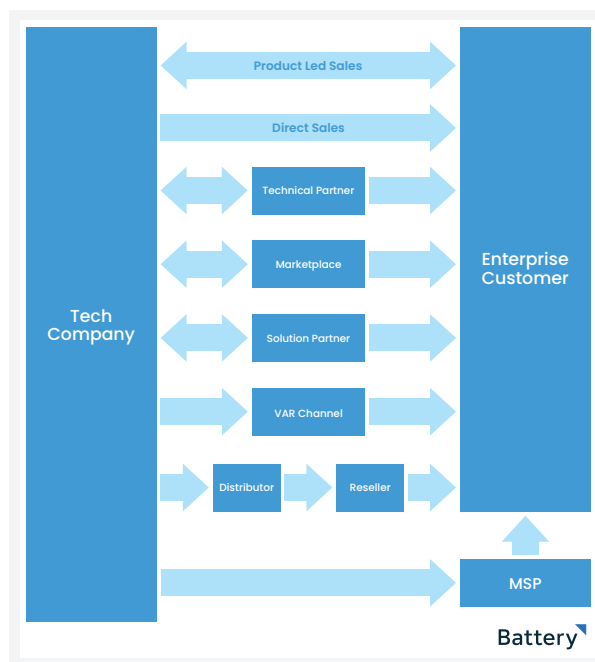 Product Led Sales
Direct Sales
Technical Partner
Marketplace
Solution Partner
VAR Channel
Distributor
Reseller
Tech
Company
Enterprise
Customer
MSP
Battery